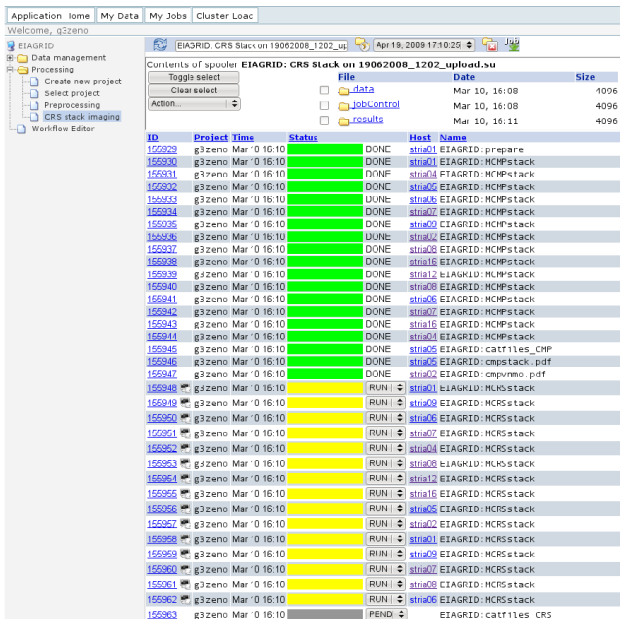 Application Home My Data My Jobs Cluster Load
Welcome, g3zeno
EIAGRID
Data management
Processing
Create new project
Select project
Preprocessing
CRS stack imaging
Workflow Editor
EIAGRID: CRS Stack on 19062008_1202_up Apr 19, 2009 17:10:25 Job
Contents of spooler EIAGRID: CRS Stack on 19062008_1202_upload.su
Toggle select File Date Size
Clear select data Mar 10, 16:08 4096
Action... jobControl Mar 10, 16:08 4096
results Mar 10, 16:11 4096
ID Project Time Status Host Name
155929 g3zeno Mar 10 16:10 DONE stria01 EIAGRID:prepare
155930 g3zeno Mar 10 16:10 DONE stria01 EIAGRID:MCMPstack
155931 g3zeno Mar 10 16:10 DONE stria04 EIAGRID:MCMPstack
155932 g3zeno Mar 10 16:10 DONE stria05 EIAGRID:MCMPstack
155933 g3zeno Mar 10 16:10 DONE stria06 EIAGRID:MCMPstack
155934 g3zeno Mar 10 16:10 DONE stria07 EIAGRID:MCMPstack
155935 g3zeno Mar 10 16:10 DONE stria09 EIAGRID:MCMPstack
155936 g3zeno Mar 10 16:10 DONE stria02 EIAGRID:MCMPstack
155937 g3zeno Mar 10 16:10 DONE stria08 EIAGRID:MCMPstack
155938 g3zeno Mar 10 16:10 DONE stria16 EIAGRID:MCMPstack
155939 g3zeno Mar 10 16:10 DONE stria12 EIAGRID:MCMPstack
155940 g3zeno Mar 10 16:10 DONE stria08 EIAGRID:MCMPstack
155941 g3zeno Mar 10 16:10 DONE stria06 EIAGRID:MCMPstack
155942 g3zeno Mar 10 16:10 DONE stria07 EIAGRID:MCMPstack
155943 g3zeno Mar 10 16:10 DONE stria16 EIAGRID:MCMPstack
155944 g3zeno Mar 10 16:10 DONE stria04 EIAGRID:MCMPstack
155945 g3zeno Mar 10 16:10 DONE stria05 EIAGRID:catfiles_CMP
155946 g3zeno Mar 10 16:10 DONE stria05 EIAGRID:cmpstack.pdf
155947 g3zeno Mar 10 16:10 DONE stria02 EIAGRID:cmpvnmo.pdf
155948 g3zeno Mar 10 16:10 RUN stria01 EIAGRID:MCRSstack
155949 g3zeno Mar 10 16:10 RUN stria09 EIAGRID:MCRSstack
155950 g3zeno Mar 10 16:10 RUN stria06 EIAGRID:MCRSstack
155951 g3zeno Mar 10 16:10 RUN stria07 EIAGRID:MCRSstack
155952 g3zeno Mar 10 16:10 RUN stria04 EIAGRID:MCRSstack
155953 g3zeno Mar 10 16:10 RUN stria08 EIAGRID:MCRSstack
155954 g3zeno Mar 10 16:10 RUN stria12 EIAGRID:MCRSstack
155955 g3zeno Mar 10 16:10 RUN stria16 EIAGRID:MCRSstack
155956 g3zeno Mar 10 16:10 RUN stria05 EIAGRID:MCRSstack
155957 g3zeno Mar 10 16:10 RUN stria02 EIAGRID:MCRSstack
155958 g3zeno Mar 10 16:10 RUN stria01 EIAGRID:MCRSstack
155959 g3zeno Mar 10 16:10 RUN stria09 EIAGRID:MCRSstack
155960 g3zeno Mar 10 16:10 RUN stria07 EIAGRID:MCRSstack
155961 g3zeno Mar 10 16:10 RUN stria08 EIAGRID:MCRSstack
155962 g3zeno Mar 10 16:10 RUN stria06 EIAGRID:MCRSstack
155963 g3zeno Mar 10 16:10 PEND EIAGRID:catfiles_CRS